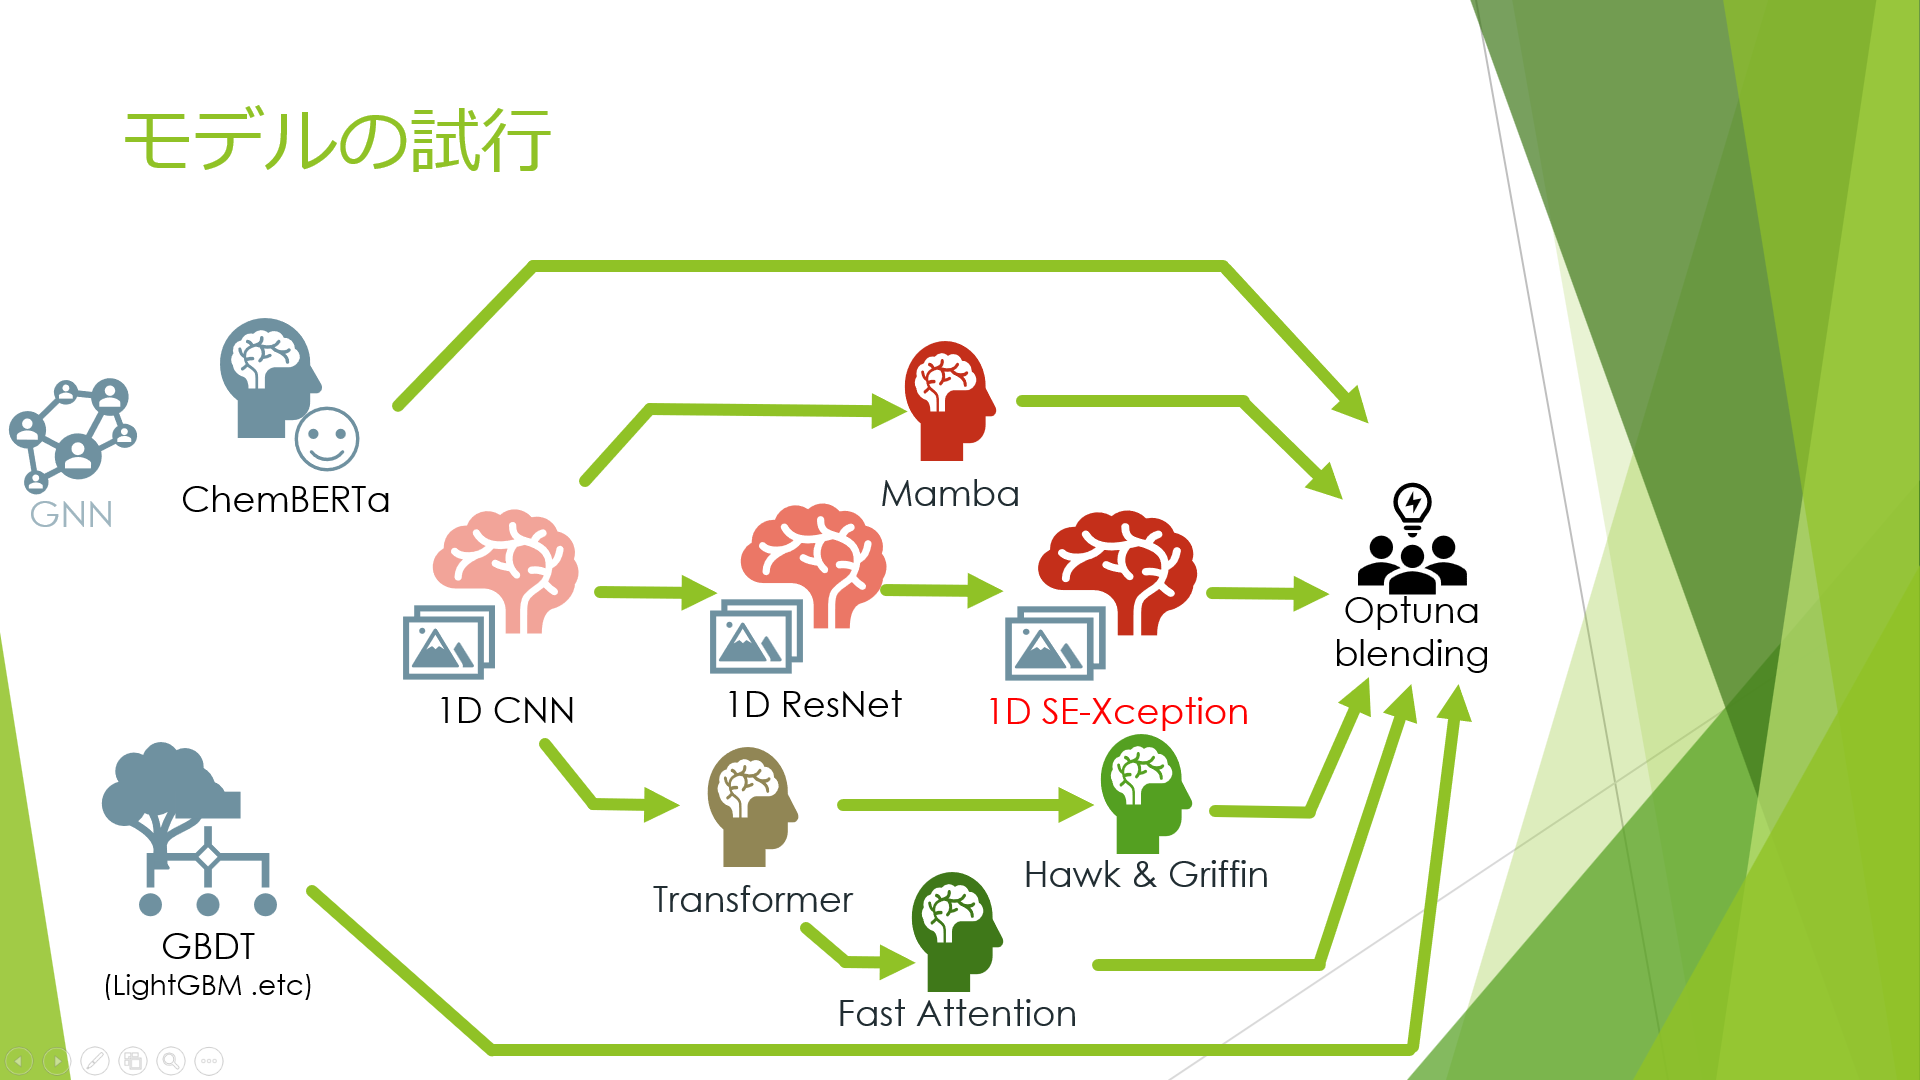 モデルの試行
GNN
ChemBERTa
Mamba
Optuna
blending
1D CNN
1D ResNet
1D SE-Xception
Transformer
Hawk & Griffin
GBDT
(LightGBM .etc)
Fast Attention